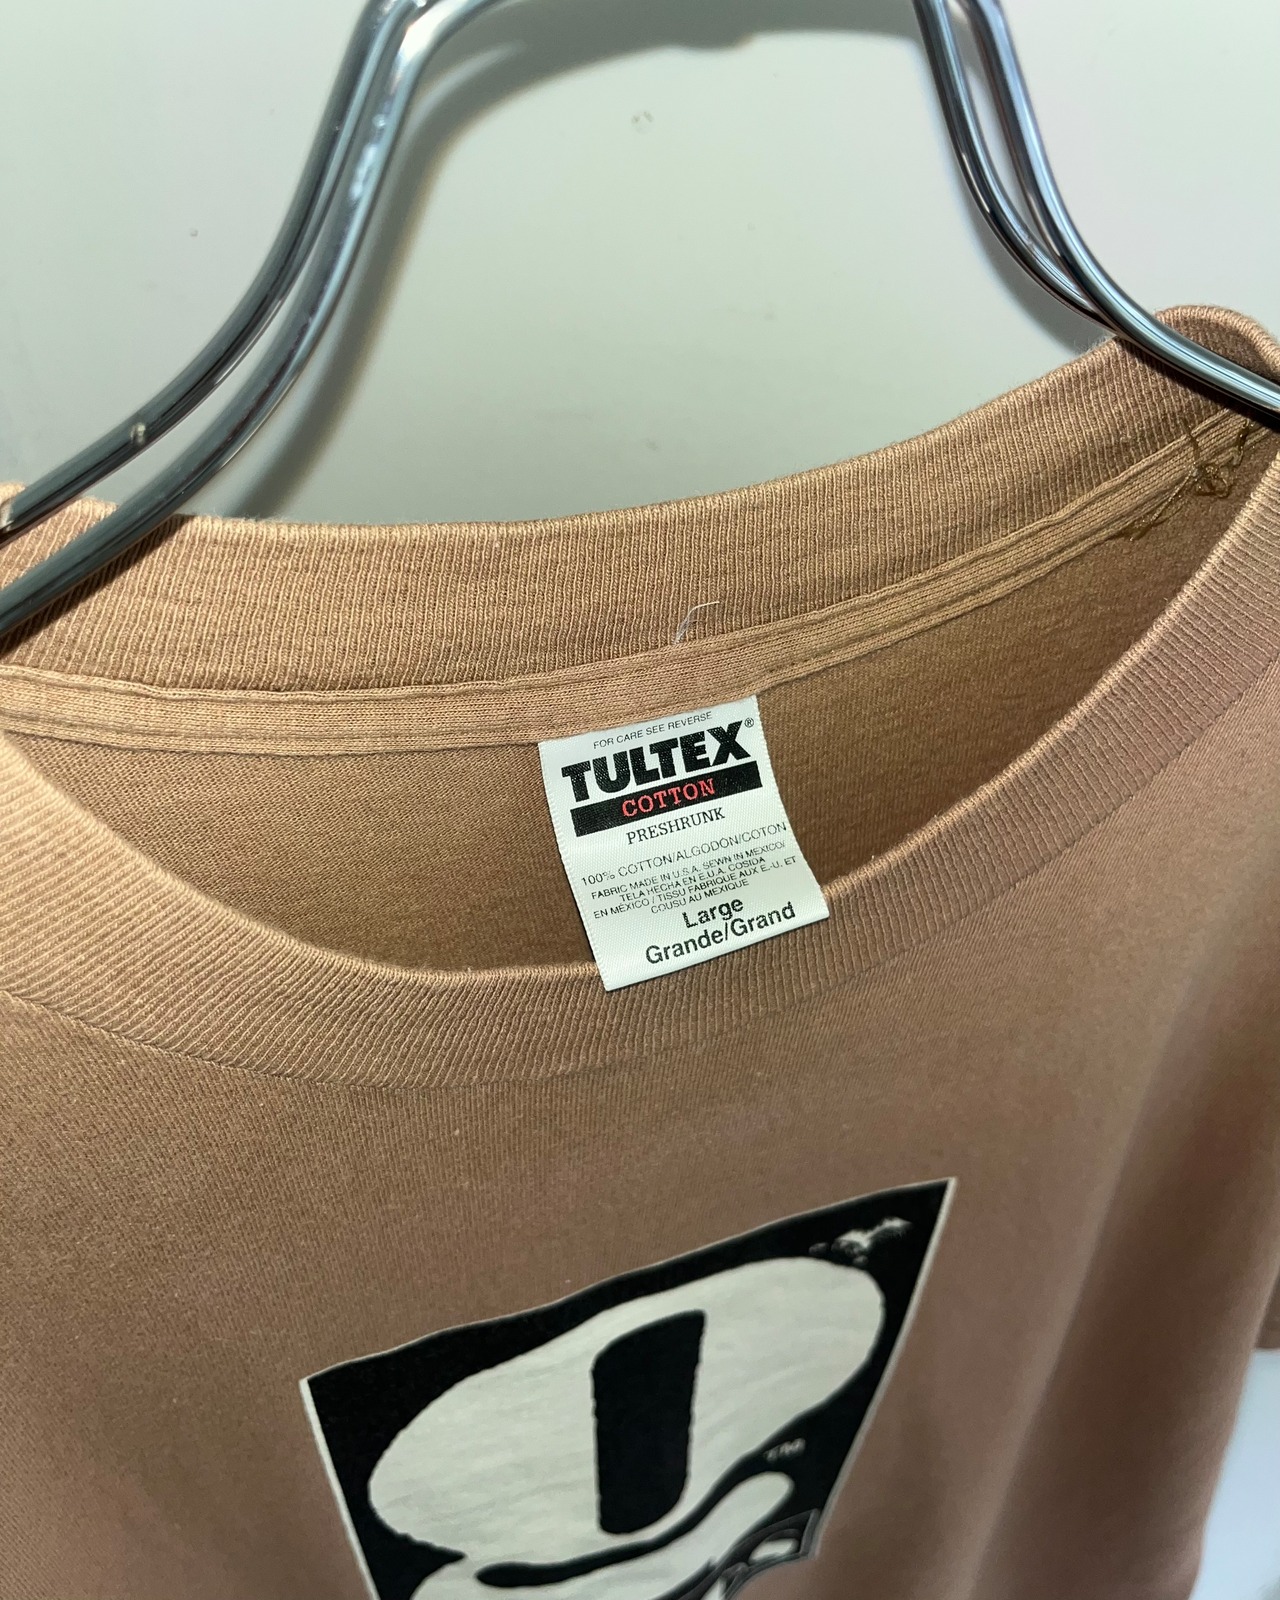 FOR CARE SEE REVERSE
TULTEX®
COTTON
PRESHRUNK
100% COTTON/ALGODON/COTON
FABRIC MADE IN U.S.A. SEWN IN MEXICO/
TELA HECHA EN E.U.A. COSIDA
EN MÉXICO / TISSU FABRIQUE AUX E.-U. ET
COUSU AU MEXIQUE
Large
Grande/Grand
TM